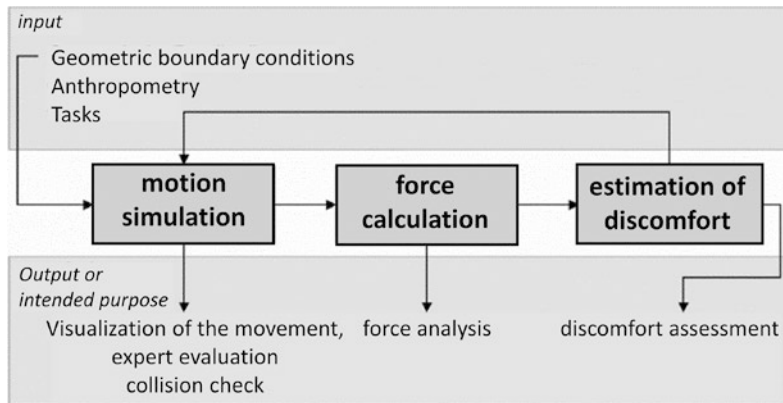 input
Geometric boundary conditions
Anthropometry
Tasks
motion
simulation
force
calculation
estimation of
discomfort
Output or
intended purpose
Visualization of the movement,
expert evaluation
collision check
force analysis
discomfort assessment